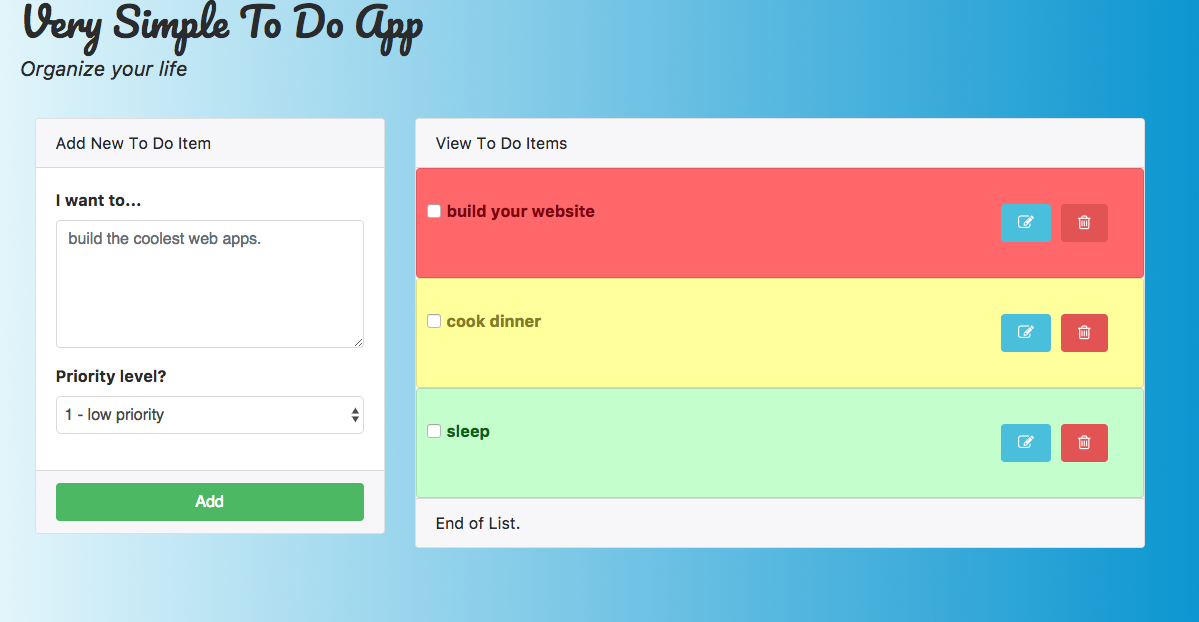 Very Simple To Do App
Organize your life
Add New To Do Item
I want to...
build the coolest web apps.
Priority level?
1 - low priority
Add
View To Do Items
build your website
cook dinner
sleep
End of List.